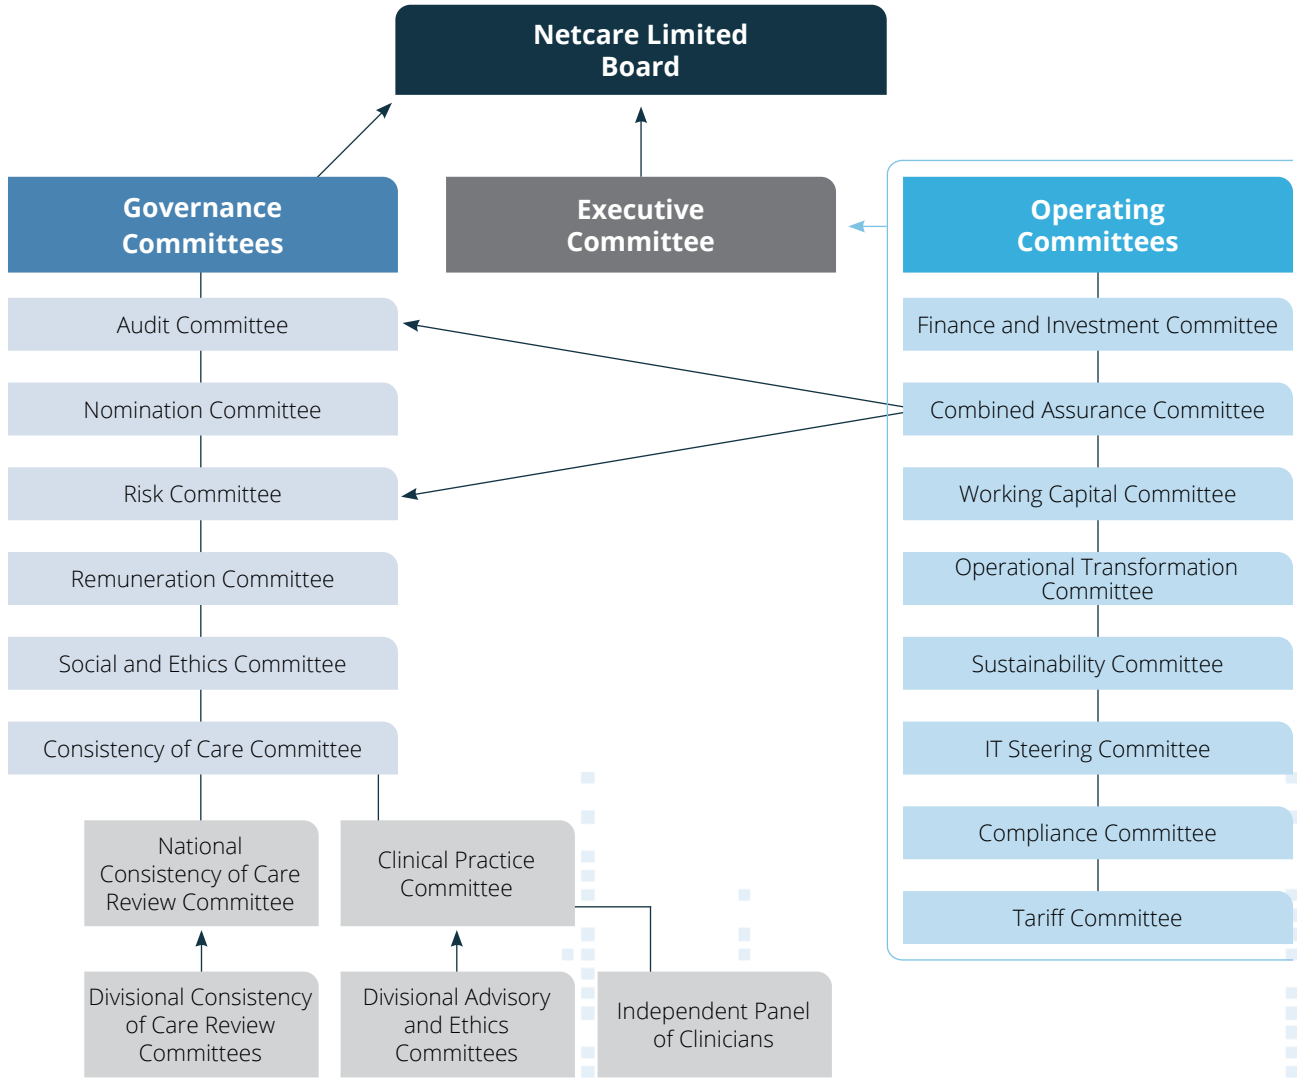 Netcare Limited
Board
Governance
Committees
Executive
Committee
Operating
Committees
Audit Committee
Nomination Committee
Risk Committee
Remuneration Committee
Social and Ethics Committee
Consistency of Care Committee
National
Consistency of Care
Review Committee
Clinical Practice
Committee
Divisional Consistency
of Care Review
Committees
Divisional Advisory
and Ethics
Committees
Independent Panel
of Clinicians
Finance and Investment Committee
Combined Assurance Committee
Working Capital Committee
Operational Transformation
Committee
Sustainability Committee
IT Steering Committee
Compliance Committee
Tariff Committee